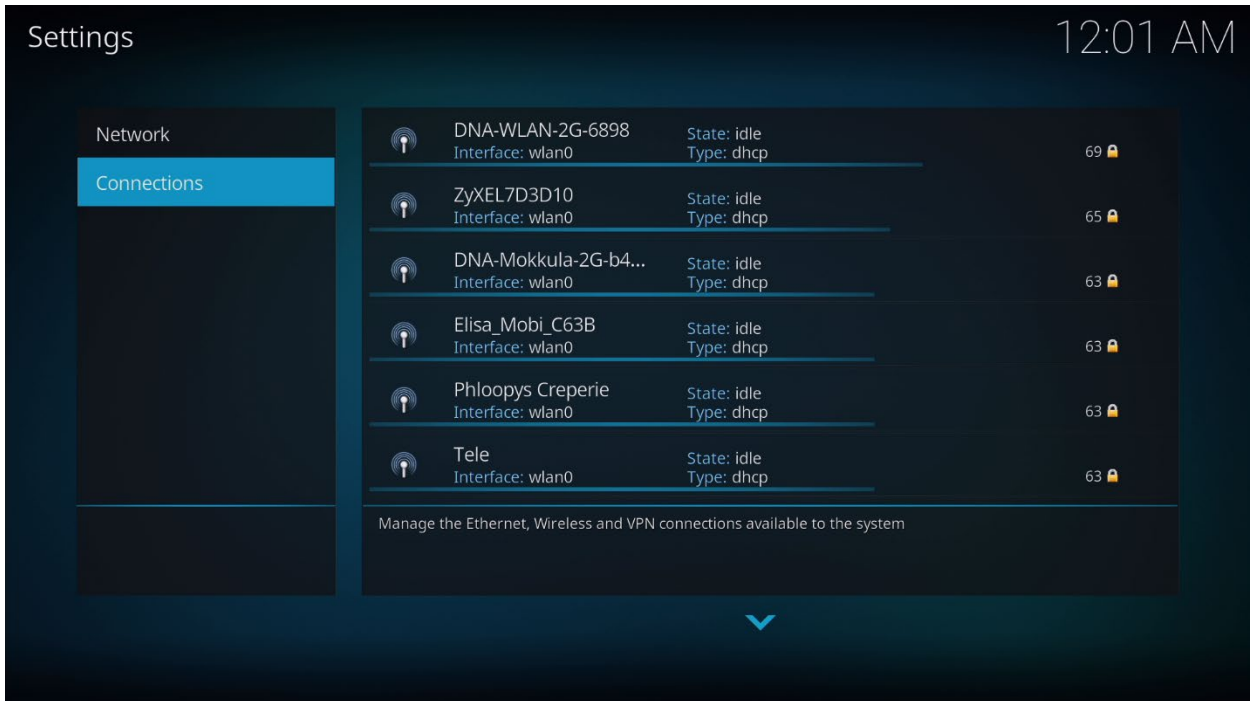 Settings
12:01 AM
Network
Connections
DNA-WLAN-2G-6898
Interface: wlan0
State: idle
Type: dhcp
69
ZyXEL7D3D10
Interface: wlan0
State: idle
Type: dhcp
65
DNA-Mokkula-2G-b4...
Interface: wlan0
State: idle
Type: dhcp
63
Elisa_Mobi_C63B
Interface: wlan0
State: idle
Type: dhcp
63
Phloopys Creperie
Interface: wlan0
State: idle
Type: dhcp
63
Tele
Interface: wlan0
State: idle
Type: dhcp
63
Manage the Ethernet, Wireless and VPN connections available to the system